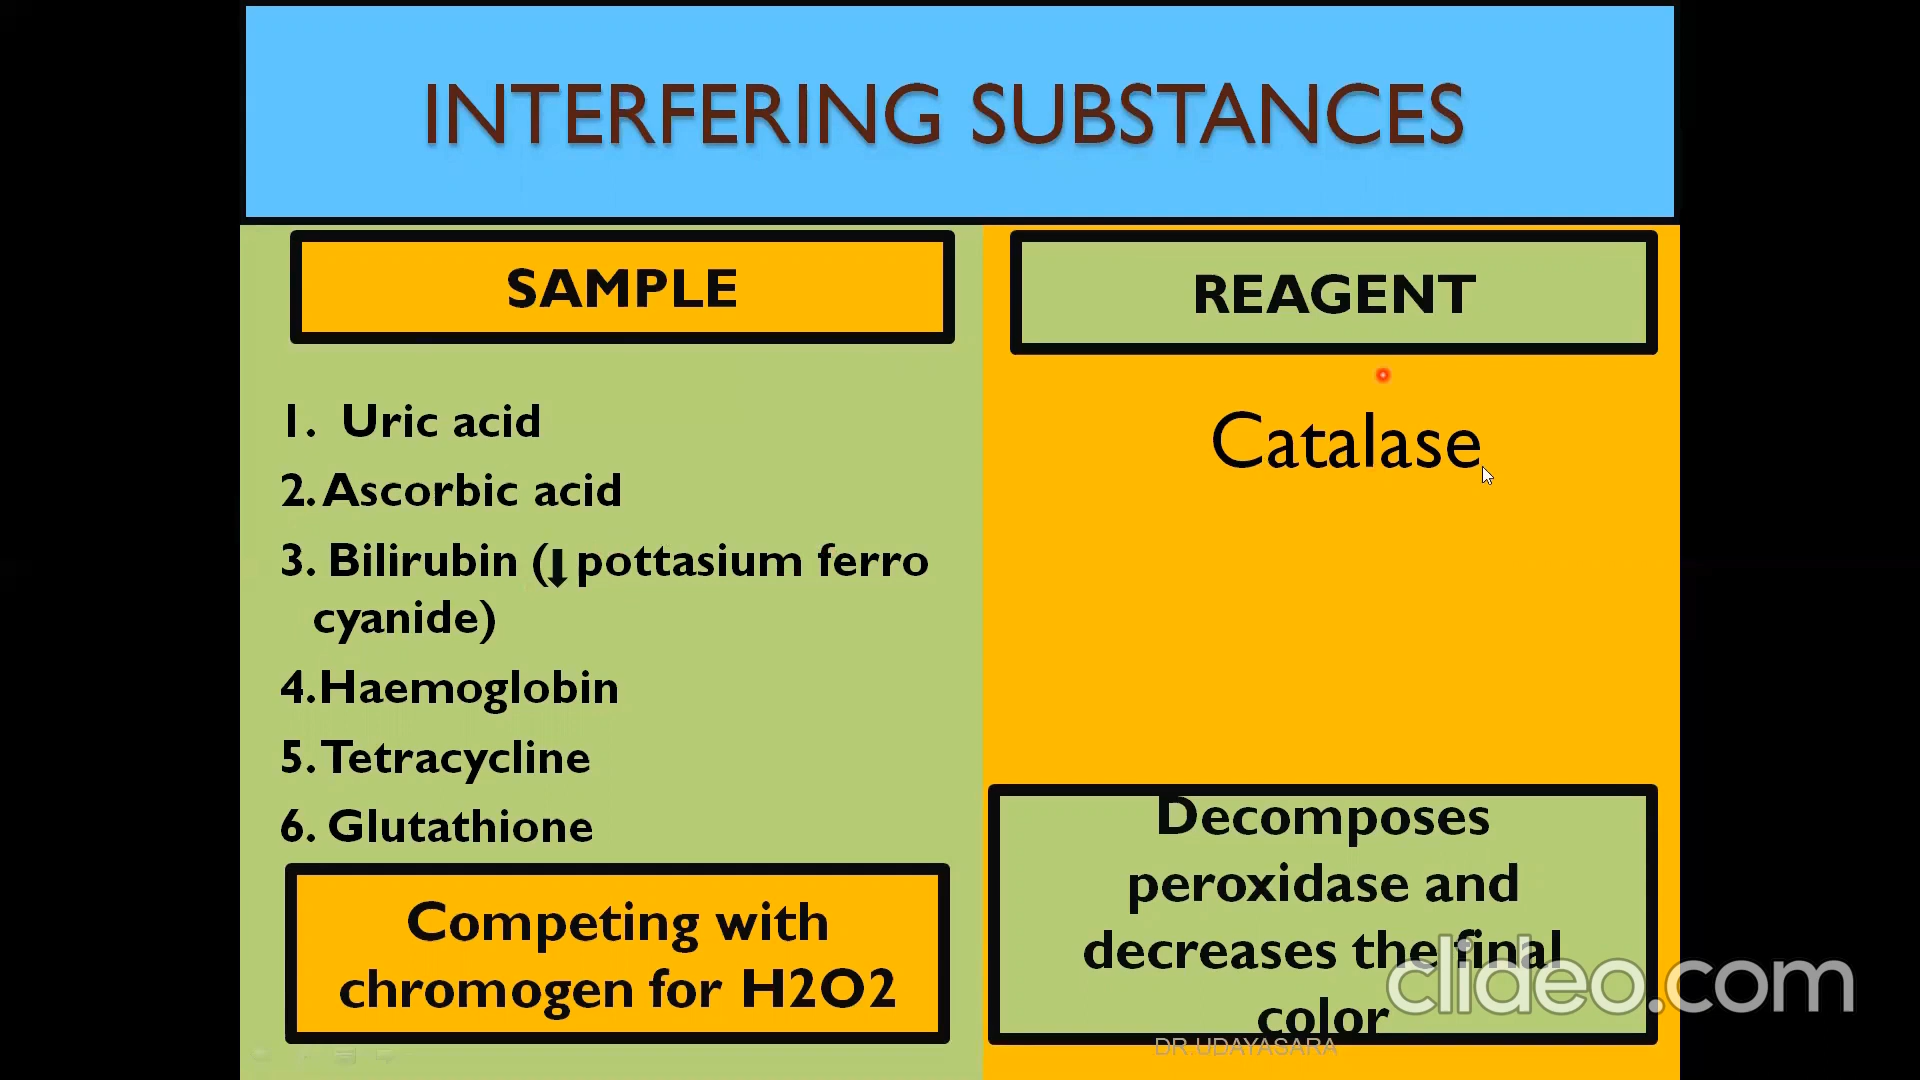 INTERFERING SUBSTANCES
SAMPLE
1. Uric acid
2. Ascorbic acid
3. Bilirubin (⬇pottasium ferro
cyanide)
4.Haemoglobin
5. Tetracycline
6. Glutathione
Competing with
chromogen for H2O2
REAGENT
Catalase
Decomposes
peroxidase and
decreases the final
color
clideo.com
DR.UDAYASARA